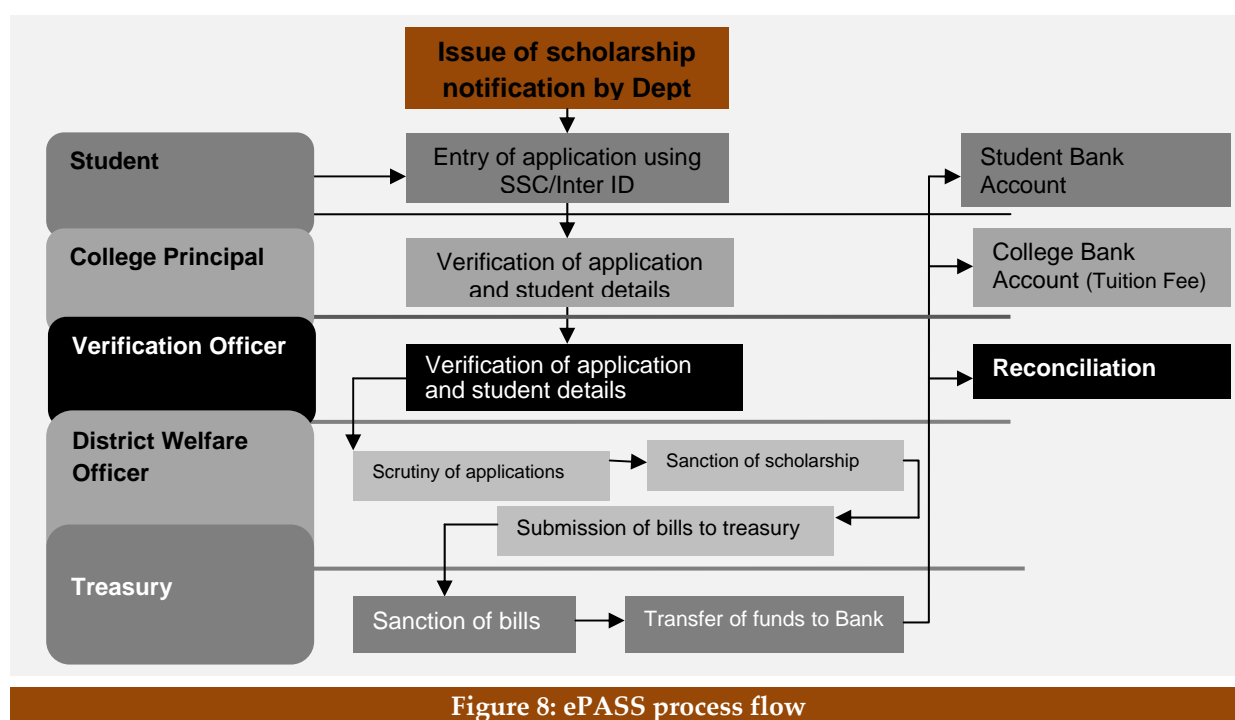 Issue of scholarship
notification by Dept
Student
Entry of application using
SSC/Inter ID
Student Bank
Account
College Principal
Verification of application
and student details
College Bank
Account (Tuition Fee)
Verification Officer
Verification of application
and student details
Reconciliation
District Welfare
Officer
Scrutiny of applications
Sanction of scholarship
Submission of bills to treasury
Treasury
Sanction of bills
Transfer of funds to Bank
Figure 8: ePASS process flow